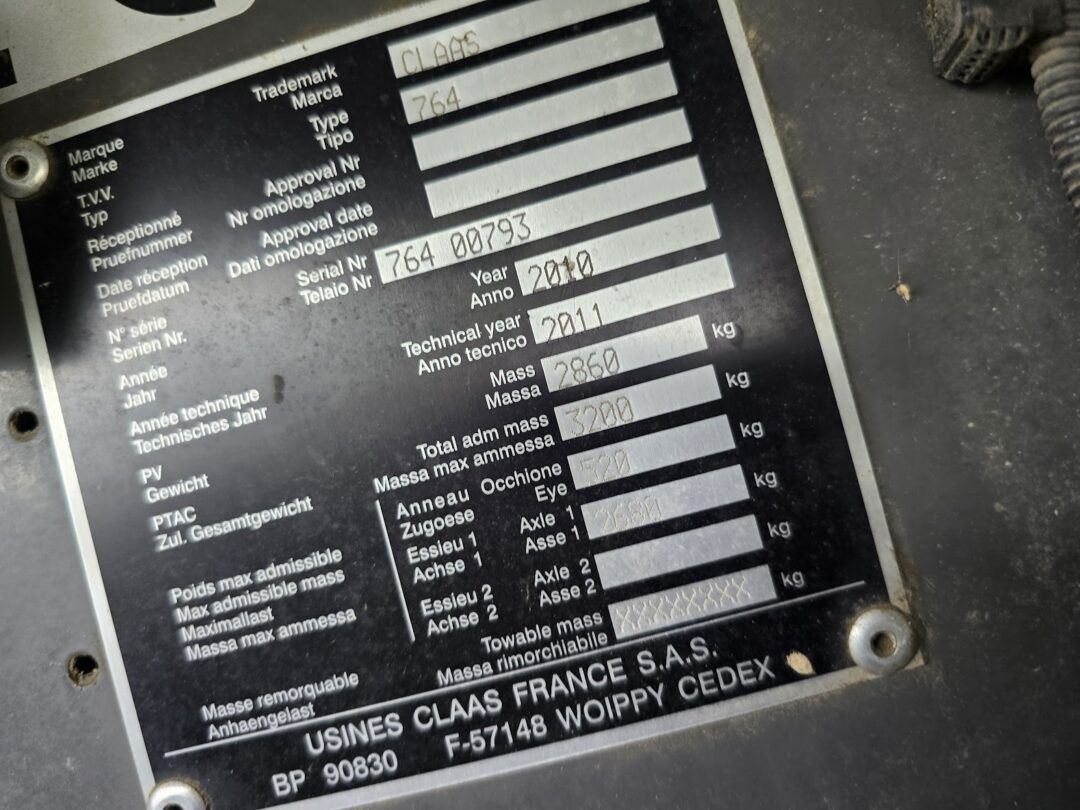 Marque Trademark CLAAS
Marke Marca
T.V.V. Type 764
Typ Tipo
Réceptionné Approval Nr
Pruefnummer Nr omologazione
Date réception Approval date
Pruefdatum Dati omologazione
N° série Serial Nr 764 00793
Serien Nr. Telaio Nr
Année Year 2010
Jahr Anno
Année technique Technical year 2011
Technisches Jahr Anno tecnico
PV Mass 2860 kg
Gewicht Massa
PTAC Total adm mass 3200 kg
Zul. Gesamtgewicht Massa max ammessa
Poids max admissible
Max admissible mass
Maximallast
Massa max ammessa
Anneau Occhione 520 kg
Zugoese Eye
Essieu 1 Axle 1 2680 kg
Achse 1 Asse 1
Essieu 2 Axle 2 kg
Achse 2 Asse 2
Masse remorquable Towable mass XXXXXXXX kg
Anhaengelast Massa rimorchiabile
USINES CLAAS FRANCE S.A.S.
BP 90830 F-57148 WOIPPY CEDEX